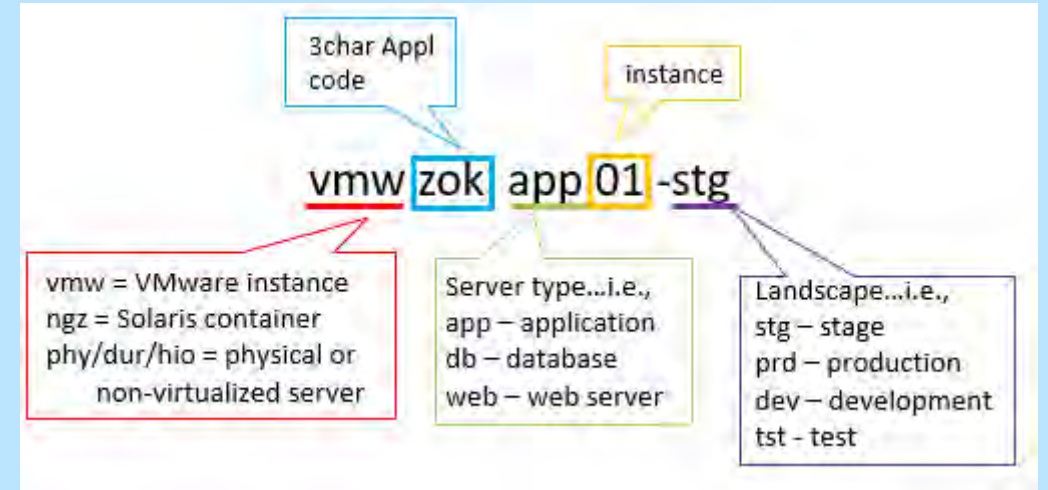 3char Appl
code
instance
vmw zok app 01 -stg
vmw = VMware instance
ngz = Solaris container
phy/dur/hio = physical or
non-virtualized server
Server type...i.e.,
app – application
db – database
web – web server
Landscape...i.e.,
stg – stage
prd – production
dev – development
tst - test